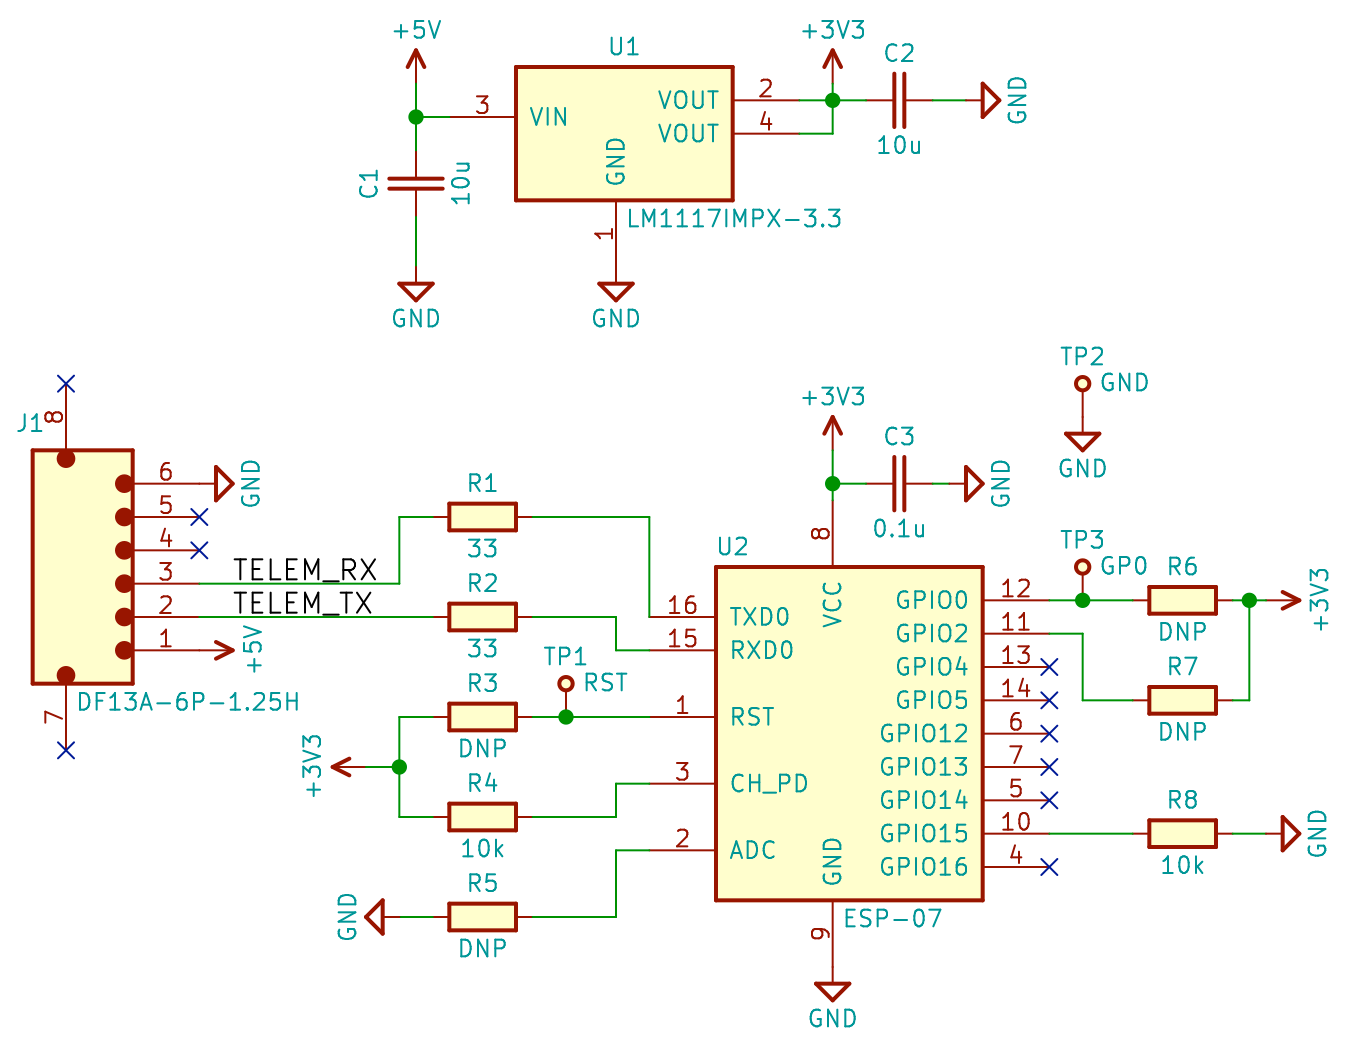 +5V
U1
+3V3
C2
3
VIN
VOUT
2
VOUT
4
GND
GND
10u
C1
10u
LM1117IMPX-3.3
1
GND
GND
TP2
GND
GND
J1
8
6
GND
5
4
3
TELEM_RX
2
TELEM_TX
1
+5V
DF13A-6P-1.25H
7
R1
33
R2
33
TP1
RST
R3
DNP
+3V3
R4
10k
R5
DNP
GND
+3V3
C3
GND
0.1u
8
U2
VCC
16
TXD0
15
RXD0
1
RST
3
CH_PD
2
ADC
GPIO0
12
GPIO2
11
GPIO4
13
GPIO5
14
GPIO12
6
GPIO13
7
GPIO14
5
GPIO15
10
GPIO16
4
GND
ESP-07
9
GND
TP3
GP0
R6
DNP
+3V3
R7
DNP
R8
10k
GND